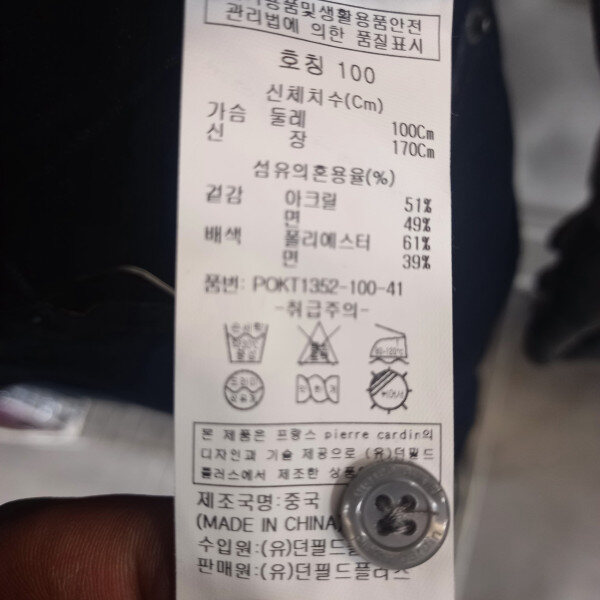 관리법에 의한 품질표시
호칭 100
신체치수(Cm)
가슴 둘레 100Cm
신 장 170Cm
섬유의혼용율(%)
겉감 아크릴 51%
면 49%
배색 폴리에스터 61%
면 39%
품번: POKT1352-100-41
-취급주의-
80-120℃
본 제품은 프랑스 pierre cardin의
디자인과 기술 제공으로 (유)던필드
플러스에서 제조한 상품
제조국명:중국
(MADE IN CHINA
수입원:(유)던필드플
판매원:(유)던필드플러스